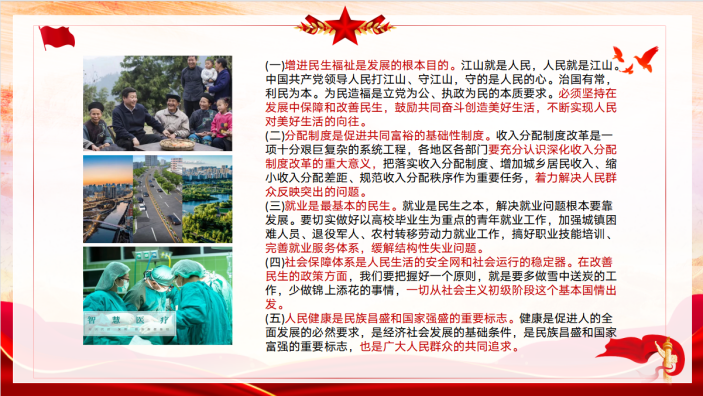 (一)增进民生福祉是发展的根本目的。江山就是人民，人民就是江山。
中国共产党领导人民打江山、守江山，守的是人民的心。治国有常，
利民为本。为民造福是立党为公、执政为民的本质要求。必须坚持在
发展中保障和改善民生，鼓励共同奋斗创造美好生活，不断实现人民
对美好生活的向往。
(二)分配制度是促进共同富裕的基础性制度。收入分配制度改革是一
项十分艰巨复杂的系统工程，各地区各部门要充分认识深化收入分配
制度改革的重大意义，把落实收入分配制度、增加城乡居民收入、缩
小收入分配差距、规范收入分配秩序作为重要任务，着力解决人民群
众反映突出的问题。
(三)就业是最基本的民生。就业是民生之本，解决就业问题根本要靠
发展。要切实做好以高校毕业生为重点的青年就业工作，加强城镇困
难人员、退役军人、农村转移劳动力就业工作，搞好职业技能培训、
完善就业服务体系，缓解结构性失业问题。
(四)社会保障体系是人民生活的安全网和社会运行的稳定器。在改善
民生的政策方面，我们要把握好一个原则，就是要多做雪中送炭的工
作，少做锦上添花的事情，一切从社会主义初级阶段这个基本国情出
发。
(五)人民健康是民族昌盛和国家强盛的重要标志。健康是促进人的全
面发展的必然要求，是经济社会发展的基础条件，是民族昌盛和国家
富强的重要标志，也是广大人民群众的共同追求。
智慧医疗